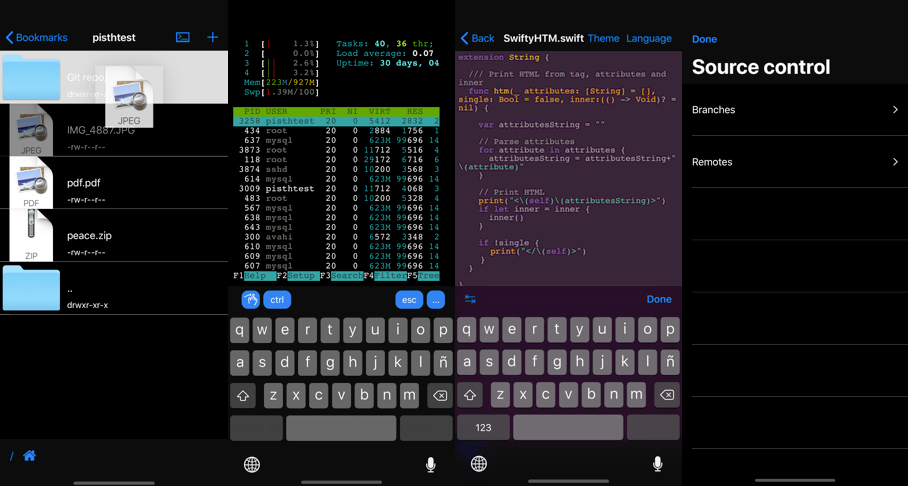 Bookmarks
pisthtest
Git repo
drwxr-xr-x
JPEG
IMG_4887.JPG
-rw-r--r--
JPEG
pdf.pdf
-rw-r--r--
PDF
peace.zip
-rw-r--r--
ZIP
..
drwxr-xr-x
/
1 [| 1.3%] Tasks: 40, 36 thr;
2 [ 0.0%] Load average: 0.07
3 [|| 2.6%] Uptime: 30 days, 04
4 [|| 3.2%]
Mem[223M/927M]
Swp[1.39M/100]
PID USER PRI NI VIRT RES
3258 pisthtest 20 0 5412 2832 2
434 root 20 0 2884 1756 1
637 mysql 20 0 623M 99696 14
3873 root 20 0 11712 5516 4
118 root 20 0 29172 6716 6
3874 sshd 20 0 10200 3568 3
614 mysql 20 0 623M 99696 14
3009 pisthtest 20 0 11712 4068 3
483 root 20 0 10200 5328 4
567 mysql 20 0 623M 99696 14
638 mysql 20 0 623M 99696 14
643 mysql 20 0 623M 99696 14
300 avahi 20 0 6572 3348 2
610 mysql 20 0 623M 99696 14
609 mysql 20 0 623M 99696 14
607 mysql 20 0 623M 99696 14
F1Help F2Setup F3Search F4Filter F5Tree
ctrl esc ...
q w e r t y u i o p
a s d f g h j k l ñ
z x c v b n m
Back SwiftyHTM.swift Theme Language
extension String {
/// Print HTML from tag, attributes and
inner
func htm(_ attributes: [String] = [],
single: Bool = false, inner:(() -> Void)? =
nil) {
var attributesString = ""
// Parse attributes
for attribute in attributes {
attributesString = attributesString+"
\(attribute)"
}
// Print HTML
print("<\(self)\(attributesString)>")
if let inner = inner {
inner()
}
if !single {
print("</\(self)>")
}
}
}
Done
q w e r t y u i o p
a s d f g h j k l ñ
z x c v b n m
123
Done
Source control
Branches
Remotes